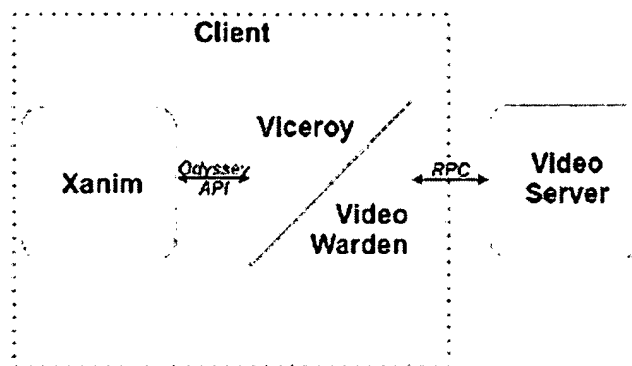 Client
Xanim
Odyssey
API
Viceroy
Video
Warden
RPC
Video
Server